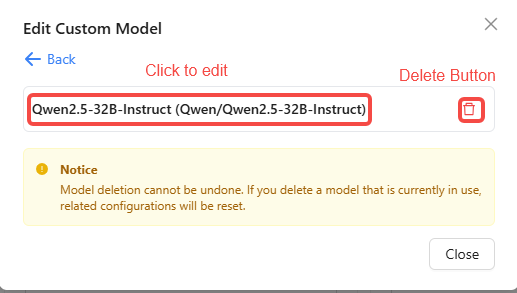 Edit Custom Model
Back
Click to edit
Delete Button
Qwen2.5-32B-Instruct (Qwen/Qwen2.5-32B-Instruct)
Notice
Model deletion cannot be undone. If you delete a model that is currently in use,
related configurations will be reset.
Close